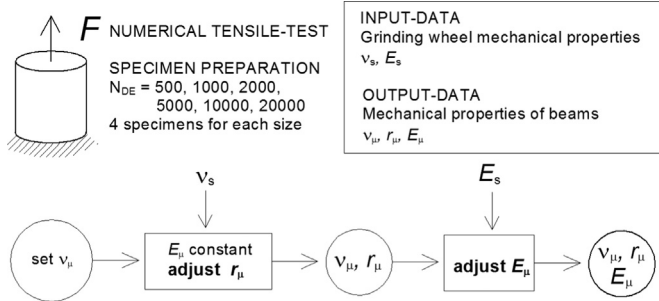 F NUMERICAL TENSILE-TEST
SPECIMEN PREPARATION
N_DE = 500, 1000, 2000,
5000, 10000, 20000
4 specimens for each size
INPUT-DATA
Grinding wheel mechanical properties
ν_s, E_s
OUTPUT-DATA
Mechanical properties of beams
ν_μ, r_μ, E_μ
ν_s
E_s
set ν_μ
E_μ constant
adjust r_μ
ν_μ, r_μ
adjust E_μ
ν_μ, r_μ
E_μ